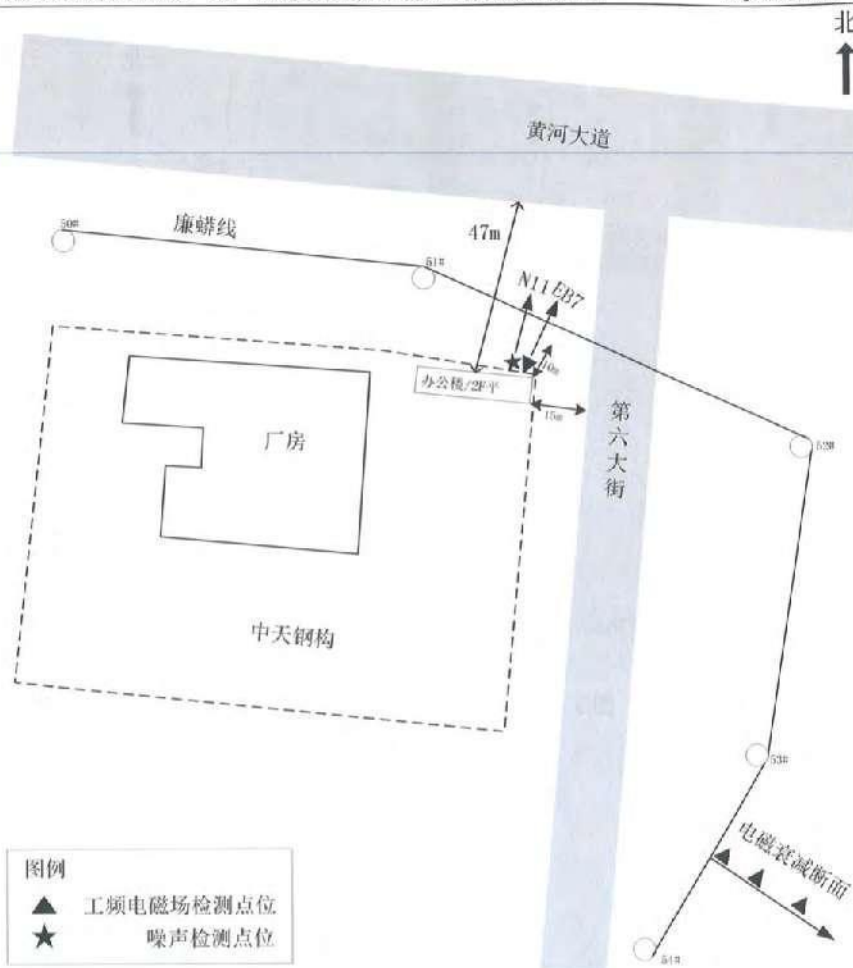 北
黄河大道
50#
廉蟒线
51#
47m
N11 EB7
10m
办公楼/2F平
15m
厂房
第六大街
52#
中天钢构
53#
电磁衰减断面
54#
图例
工频电磁场检测点位
噪声检测点位